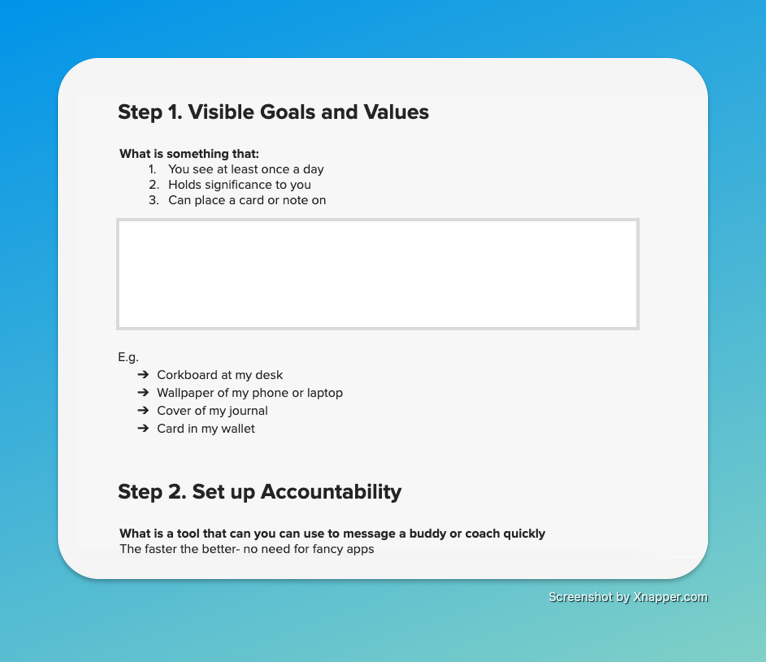 Step 1. Visible Goals and Values
What is something that:
1. You see at least once a day
2. Holds significance to you
3. Can place a card or note on
E.g.
➔ Corkboard at my desk
➔ Wallpaper of my phone or laptop
➔ Cover of my journal
➔ Card in my wallet
Step 2. Set up Accountability
What is a tool that can you can use to message a buddy or coach quickly
The faster the better- no need for fancy apps
Screenshot by Xnapper.com